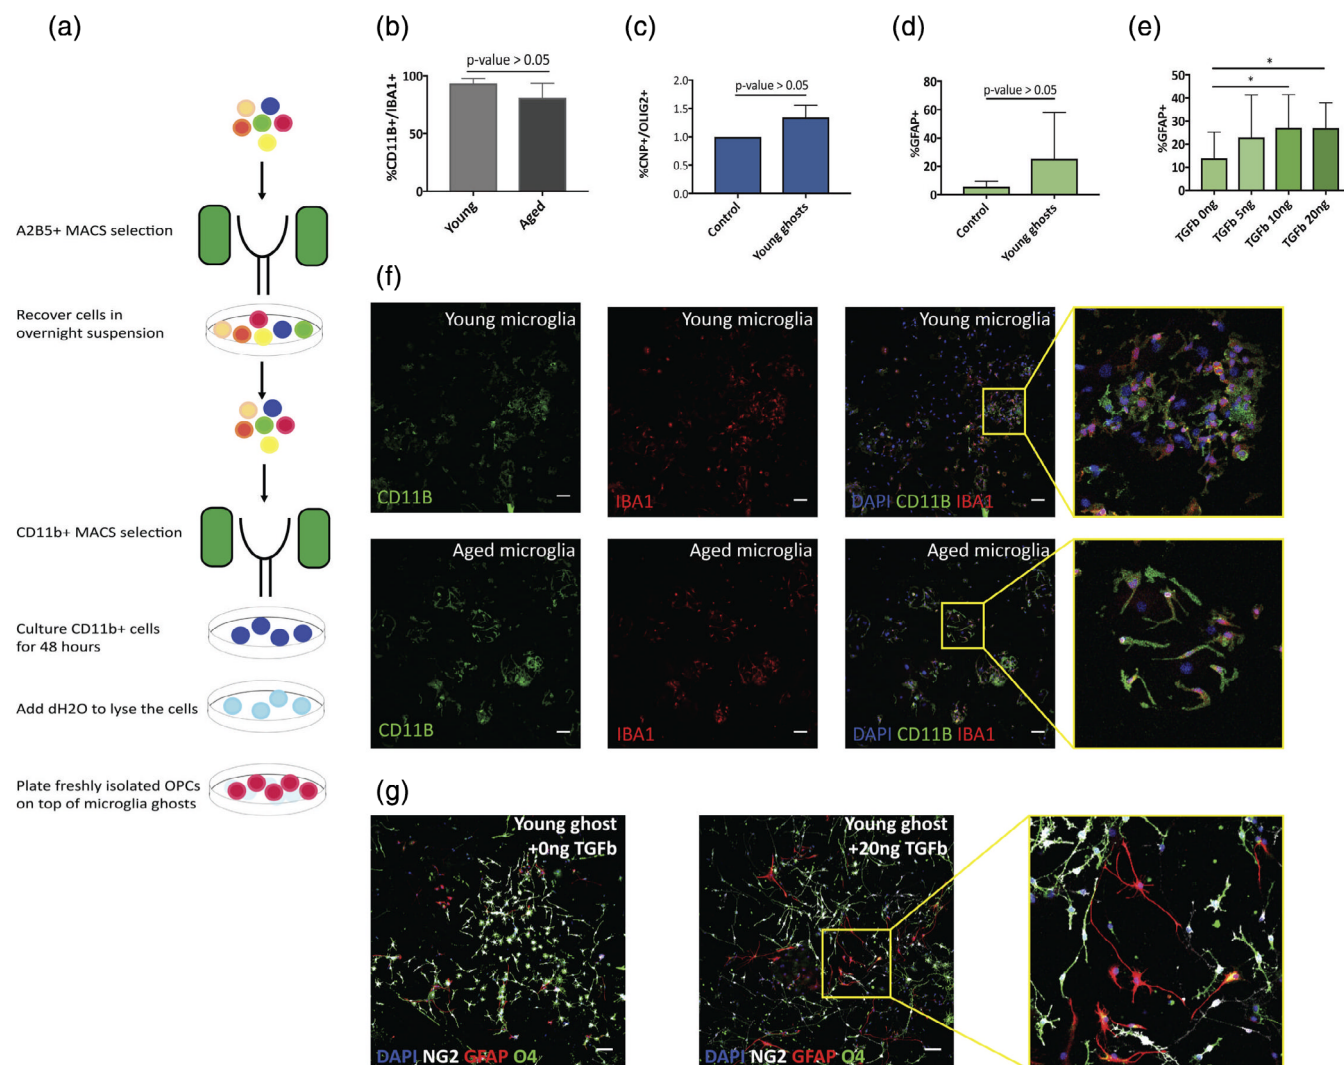 (a)
A2B5+ MACS selection
Recover cells in
overnight suspension
CD11b+ MACS selection
Culture CD11b+ cells
for 48 hours
Add dH2O to lyse the cells
Plate freshly isolated OPCs
on top of microglia ghosts
(b)
p-value > 0.05
%CD11B+/IBA1+
100
50
0
Young
Aged
(c)
p-value > 0.05
%CNP+/OLIG2+
2.0
1.5
1.0
0.5
0.0
Control
Young ghosts
(d)
p-value > 0.05
%GFAP+
80
60
40
20
0
Control
Young ghosts
(e)
*
*
%GFAP+
50
40
30
20
10
0
TGFb 0ng
TGFb 5ng
TGFb 10ng
TGFb 20ng
(f)
Young microglia
CD11B
Young microglia
IBA1
Young microglia
DAPI CD11B IBA1
Aged microglia
CD11B
Aged microglia
IBA1
Aged microglia
DAPI CD11B IBA1
(g)
Young ghost
+0ng TGFb
DAPI NG2 GFAP O4
Young ghost
+20ng TGFb
DAPI NG2 GFAP O4